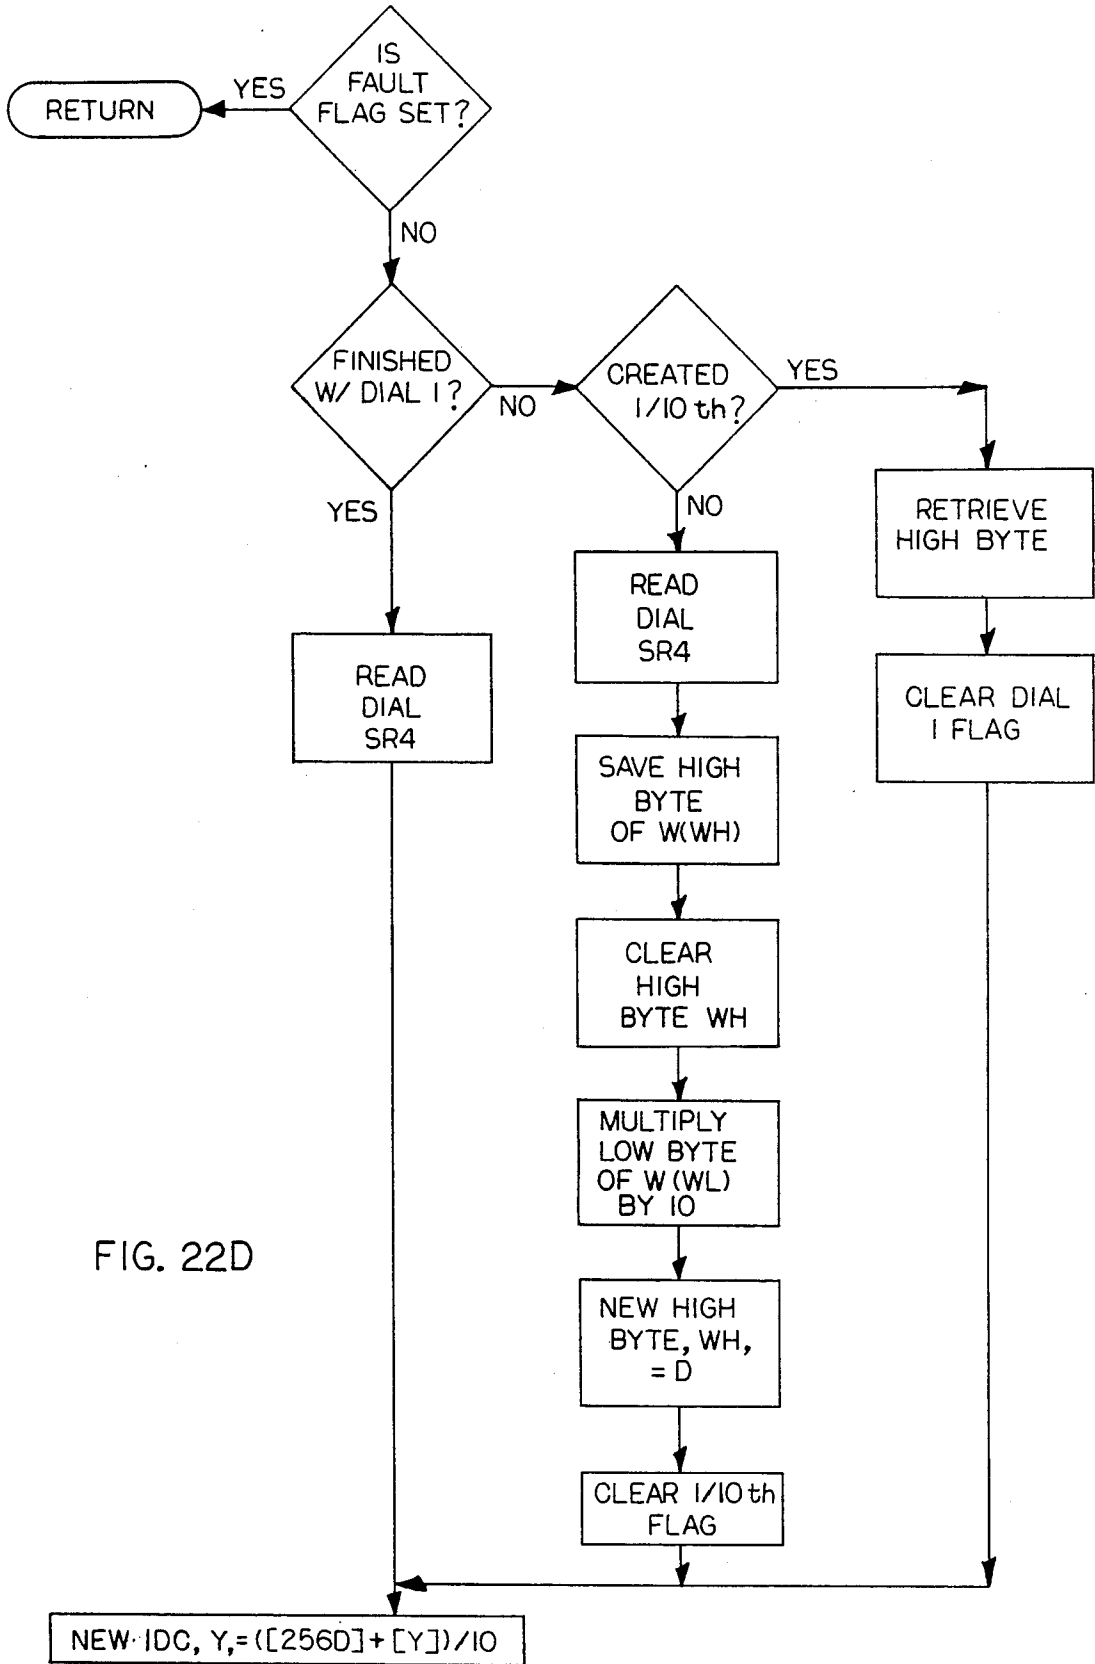 IS
FAULT
FLAG SET?
YES
RETURN
NO
FINISHED
W/ DIAL 1?
NO
CREATED
1/10 th?
YES
YES
NO
RETRIEVE
HIGH BYTE
READ
DIAL
SR4
CLEAR DIAL
1 FLAG
READ
DIAL
SR4
SAVE HIGH
BYTE
OF W(WH)
CLEAR
HIGH
BYTE WH
MULTIPLY
LOW BYTE
OF W(WL)
BY 10
NEW HIGH
BYTE, WH,
= D
CLEAR 1/10th
FLAG
FIG. 22D
NEW IDC, Y,=([256D]+[Y])/10